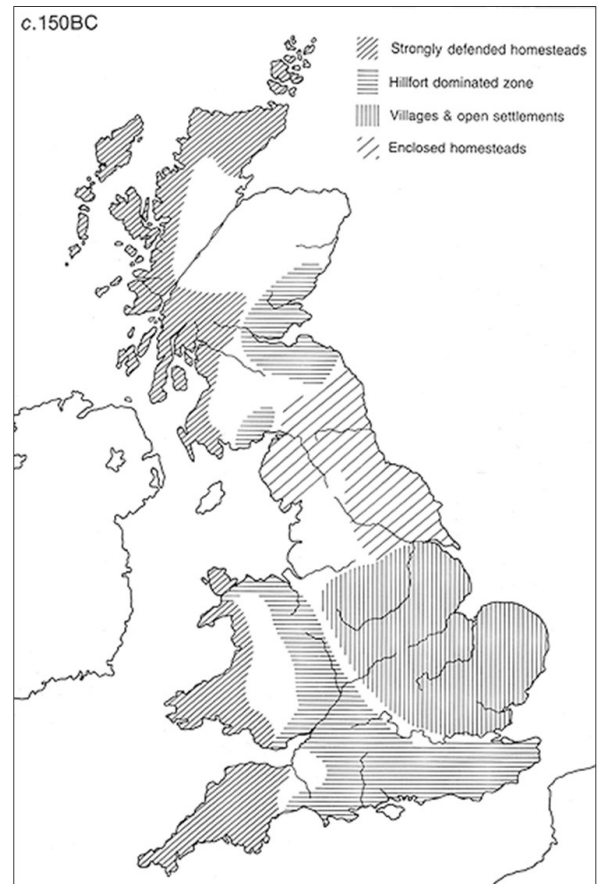 c.150BC
Strongly defended homesteads
Hillfort dominated zone
Villages & open settlements
Enclosed homesteads